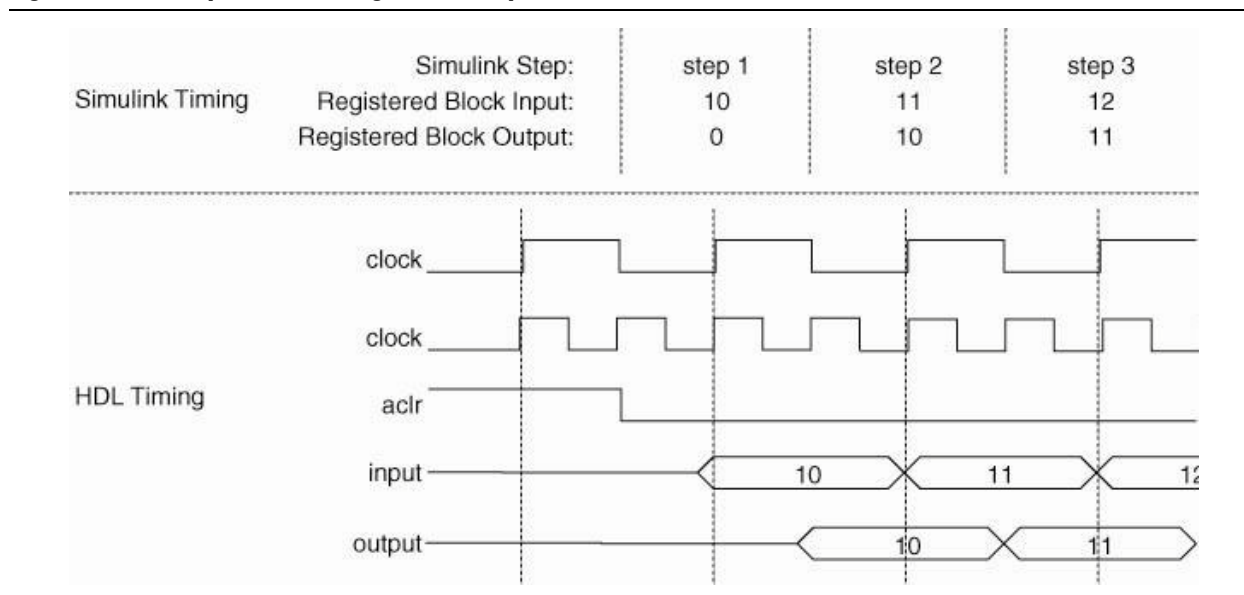 Simulink Step: step 1 step 2 step 3
Simulink Timing Registered Block Input: 10 11 12
Registered Block Output: 0 10 11
clock
clock
HDL Timing
aclr
input 10 11 12
output 10 11